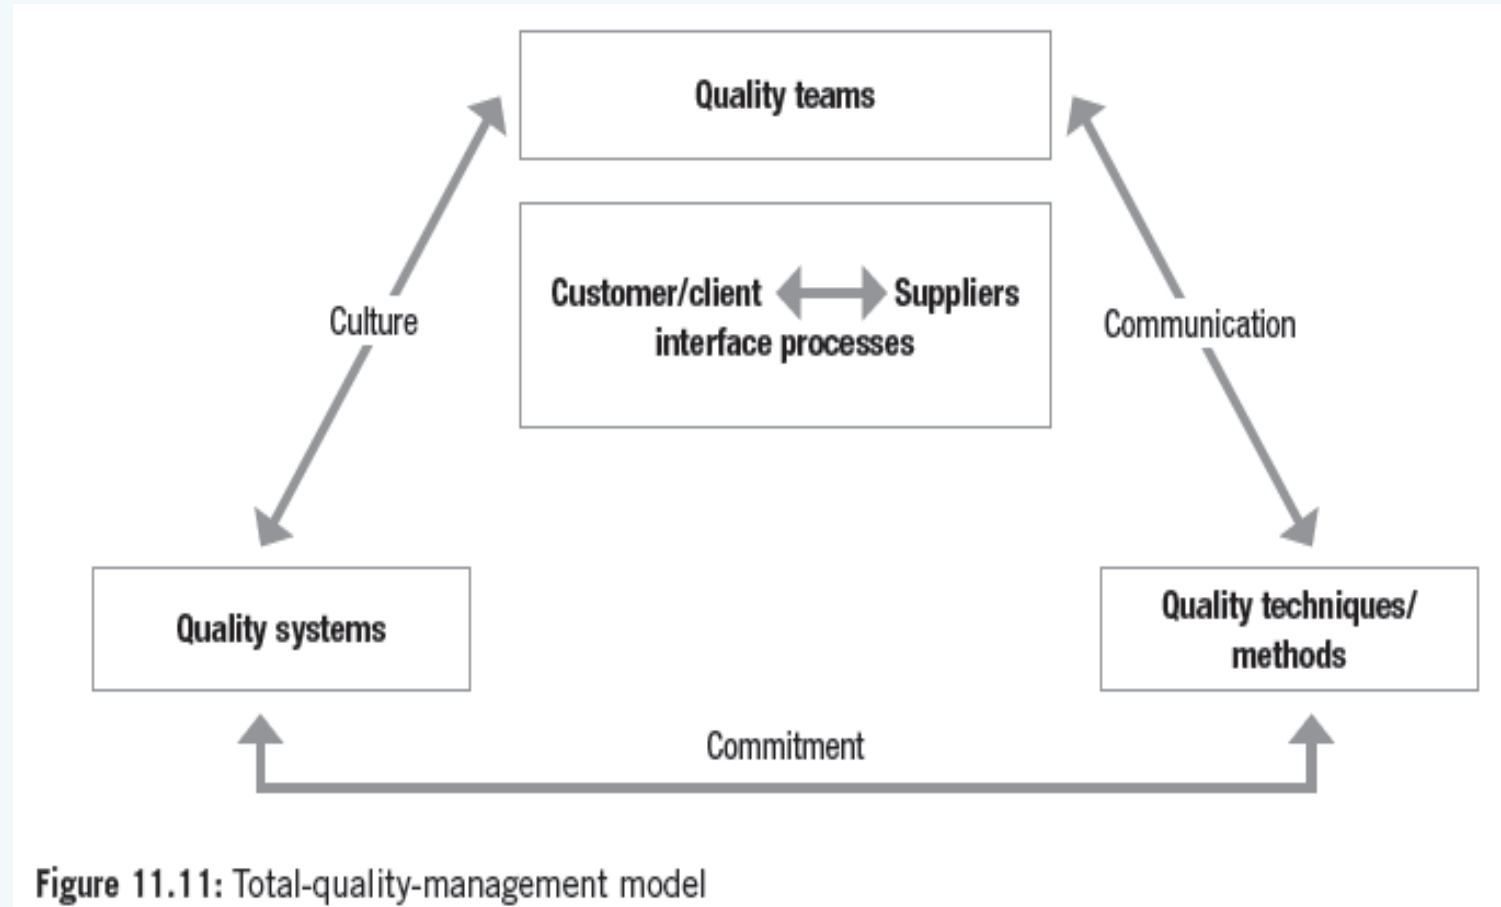 Quality teams
Customer/client Suppliers
interface processes
Culture
Communication
Quality systems
Quality techniques/
methods
Commitment
Figure 11.11: Total-quality-management model